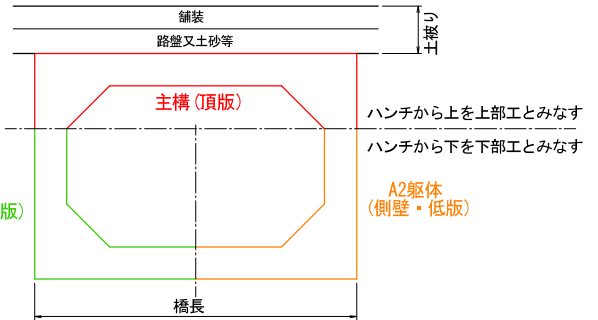 舗装
路盤又土砂等
土被り
主構(頂版)
ハンチから上を上部工とみなす
ハンチから下を下部工とみなす
A2躯体
(側壁・低版)
版)
橋長